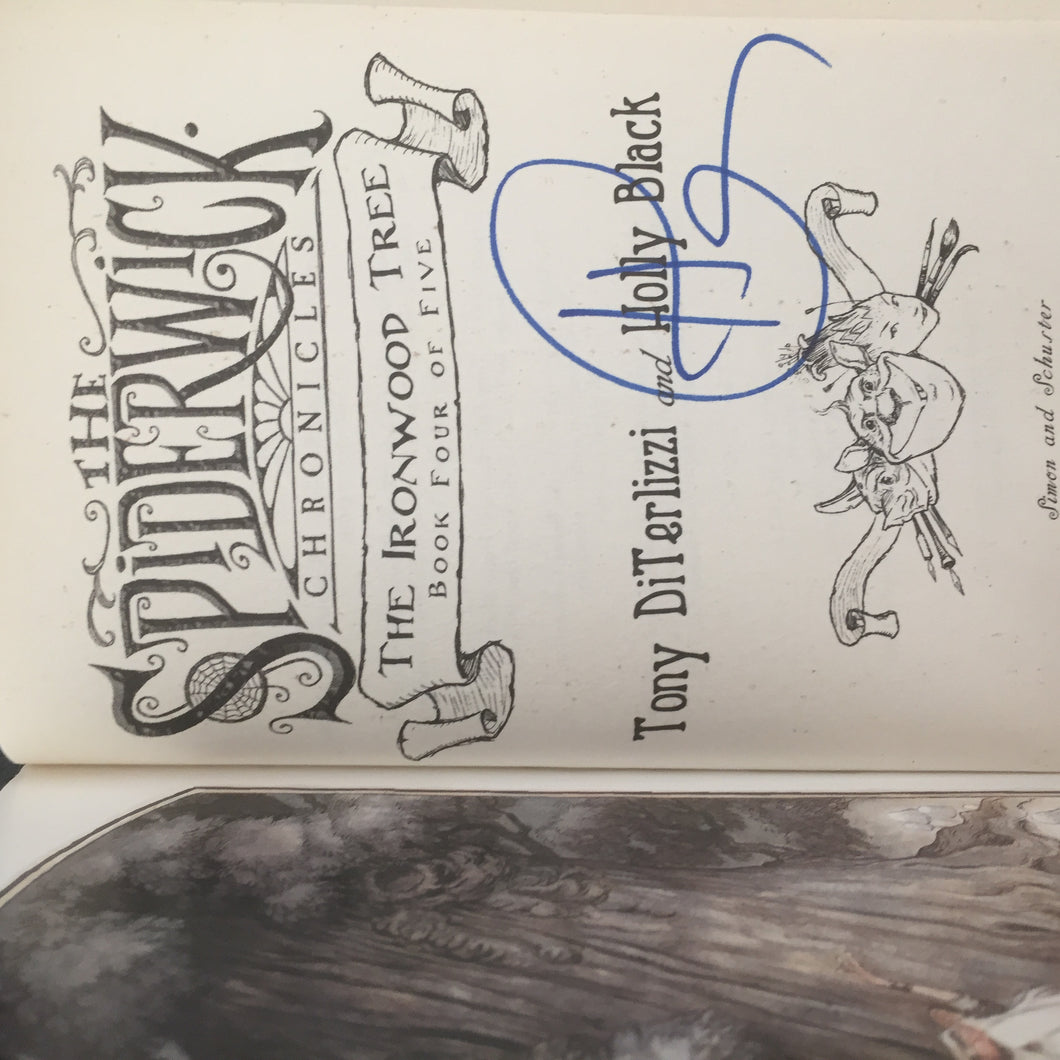 THE
SPiDERWiCK
CHRONICLES
THE IRONWOOD TREE
BOOK FOUR OF FIVE
Tony DiTerlizzi and Holly Black
Simon and Schuster